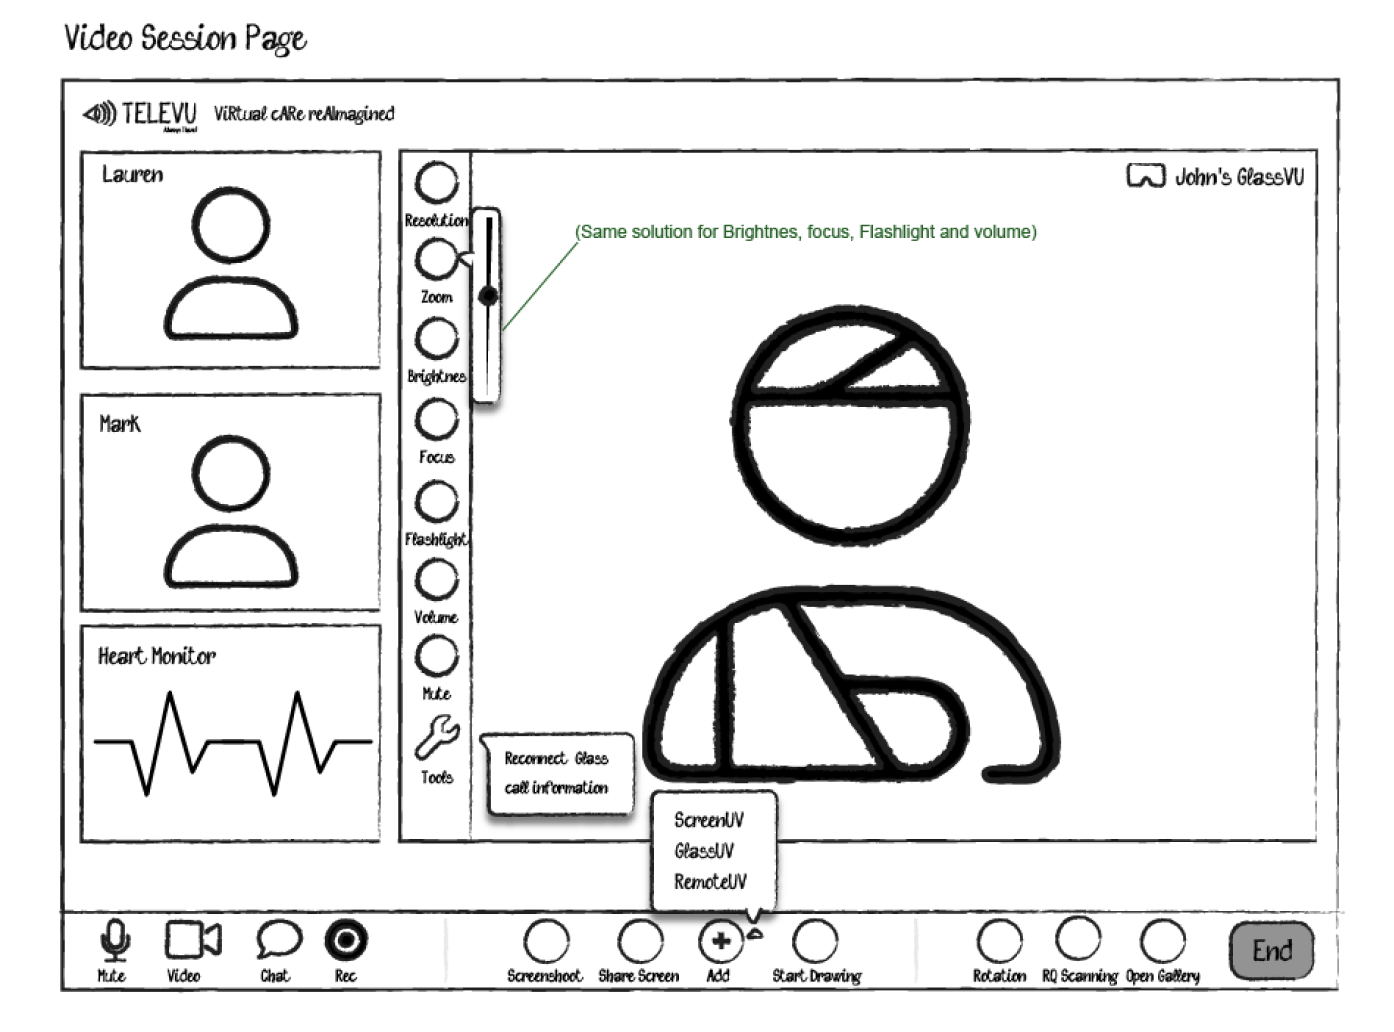 Video Session Page
TELEVU
ViRtual cARe reAImagined
Lauren
Mark
Heart Monitor
Resolution
Zoom
Brightnes
Focus
Flashlight
Volume
Mute
Tools
(Same solution for Brightnes, focus, Flashlight and volume)
John's GlassVU
Reconnect Glass
call information
ScreenUV
GlassUV
RemoteUV
Mute
Video
Chat
Rec
Screenshoot
Share Screen
Add
Start Drawing
Rotation
RQ Scanning
Open Gallery
End